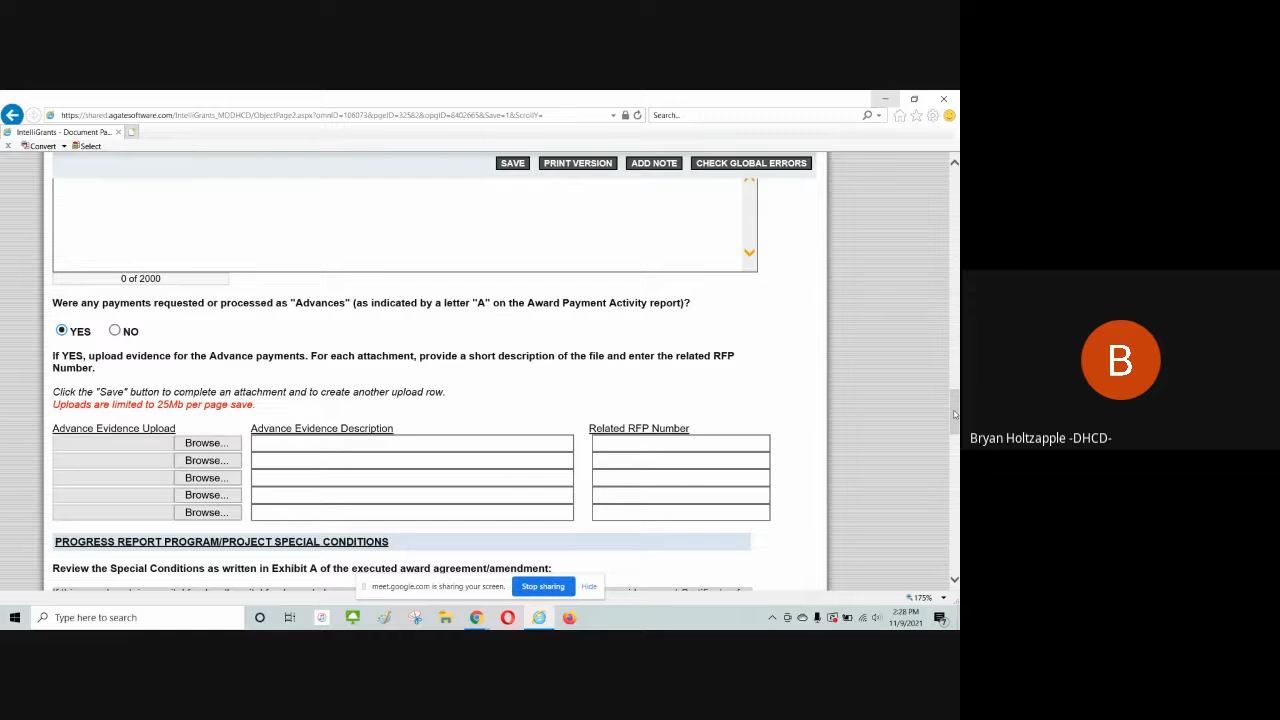 https://shared.agatesoftware.com/IntelliGrants_MDDHCD/ObjectPage2.aspx?omnID=106073&pgeID=32582&opgID=8402665&Save=1&ScrollY=
Search...
IntelliGrants - Document Pa...
x Convert Select
SAVE PRINT VERSION ADD NOTE CHECK GLOBAL ERRORS
0 of 2000
Were any payments requested or processed as "Advances" (as indicated by a letter "A" on the Award Payment Activity report)?
YES NO
If YES, upload evidence for the Advance payments. For each attachment, provide a short description of the file and enter the related RFP
Number.
Click the "Save" button to complete an attachment and to create another upload row.
Uploads are limited to 25Mb per page save.
Advance Evidence Upload Advance Evidence Description Related RFP Number
Browse...
Browse...
Browse...
Browse...
Browse...
PROGRESS REPORT PROGRAM/PROJECT SPECIAL CONDITIONS
Review the Special Conditions as written in Exhibit A of the executed award agreement/amendment:
meet.google.com is sharing your screen. Stop sharing Hide
175%
Type here to search
2:28 PM
11/9/2021
B
Bryan Holtzapple -DHCD-